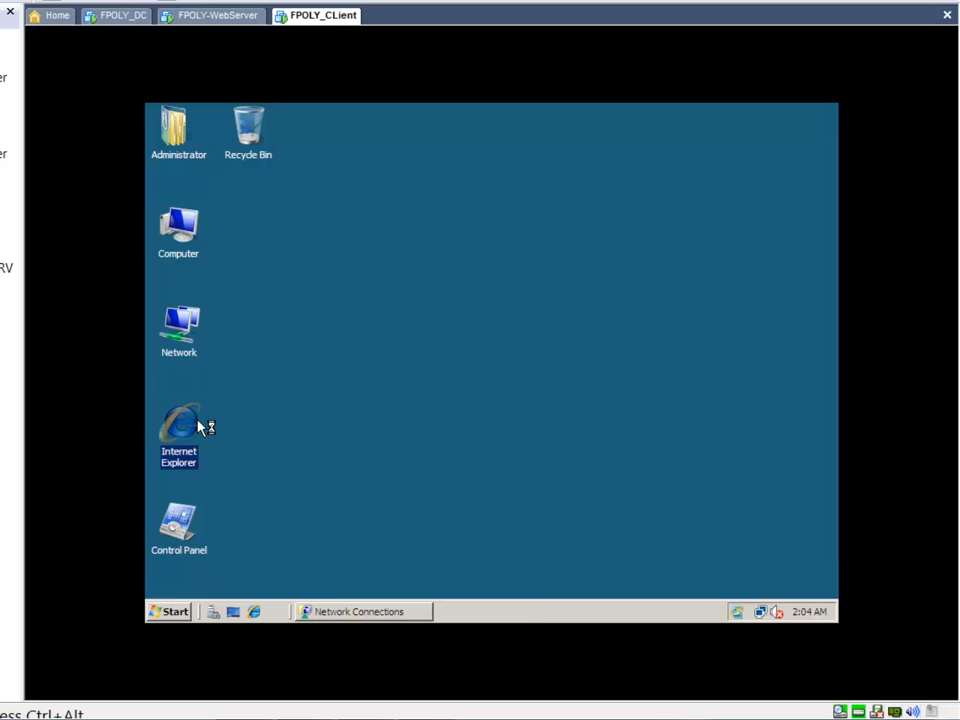 Home
FPOLY_DC
FPOLY-WebServer
FPOLY_CLient
er
er
RV
Administrator
Recycle Bin
Computer
Network
Internet
Explorer
Control Panel
Start
Network Connections
2:04 AM
ess Ctrl+Alt